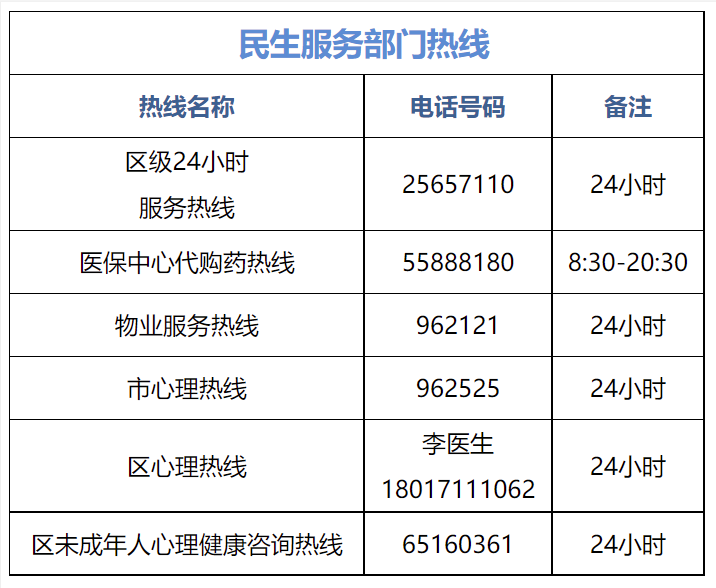 民生服务部门热线
热线名称 电话号码 备注
区级24小时
服务热线 25657110 24小时
医保中心代购药热线 55888180 8:30-20:30
物业服务热线 962121 24小时
市心理热线 962525 24小时
区心理热线 李医生
18017111062 24小时
区未成年人心理健康咨询热线 65160361 24小时